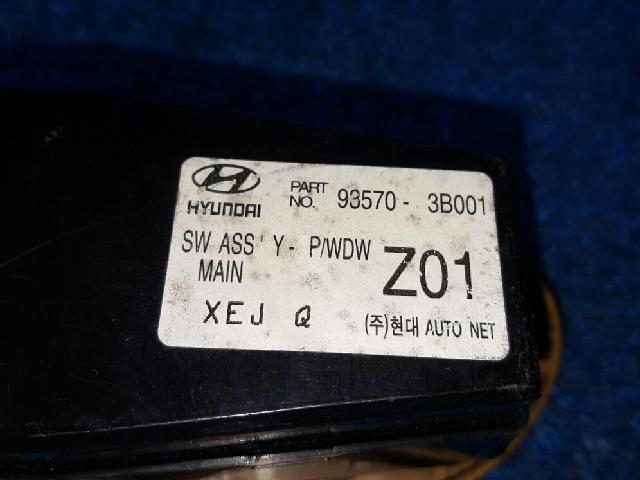 HYUNDAI PART NO. 93570 - 3B001
SW ASS'Y - P/WDW
MAIN
Z01
XEJ Q
(주)현대 AUTO NET